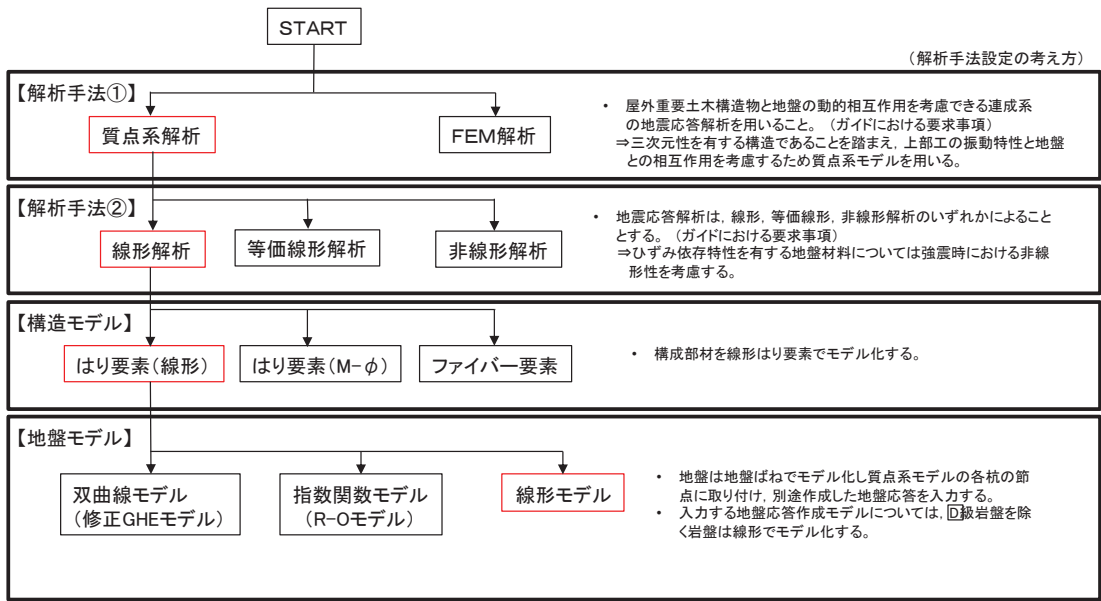 START
(解析手法設定の考え方)
【解析手法①】
質点系解析
FEM解析
・ 屋外重要土木構造物と地盤の動的相互作用を考慮できる連成系
の地震応答解析を用いること。 (ガイドにおける要求事項)
⇒三次元性を有する構造であることを踏まえ, 上部工の振動特性と地盤
との相互作用を考慮するため質点系モデルを用いる。
【解析手法②】
線形解析
等価線形解析
非線形解析
・ 地震応答解析は, 線形, 等価線形, 非線形解析のいずれかによること
とする。 (ガイドにおける要求事項)
⇒ひずみ依存特性を有する地盤材料については強震時における非線
形性を考慮する。
【構造モデル】
はり要素(線形)
はり要素(M-φ)
ファイバー要素
・ 構成部材を線形はり要素でモデル化する。
【地盤モデル】
双曲線モデル
(修正GHEモデル)
指数関数モデル
(R-Oモデル)
線形モデル
・ 地盤は地盤ばねでモデル化し質点系モデルの各杭の節
点に取り付け, 別途作成した地盤応答を入力する。
・ 入力する地盤応答作成モデルについては, D級岩盤を除
く岩盤は線形でモデル化する。